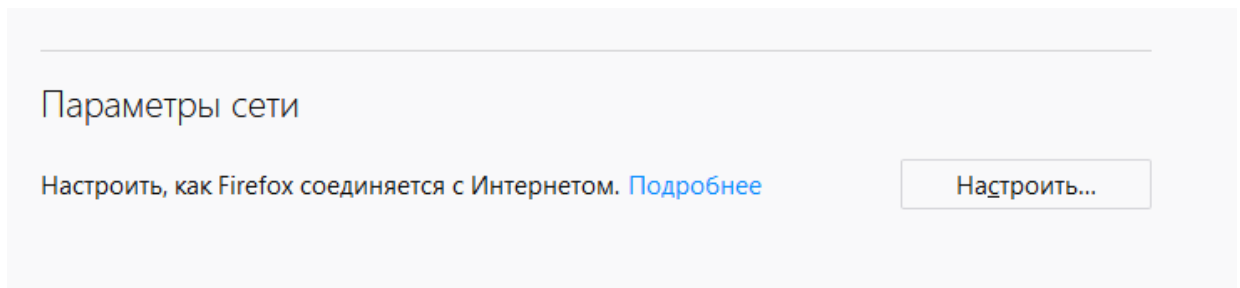 Параметры сети
Настроить, как Firefox соединяется с Интернетом. Подробнее
Настроить...